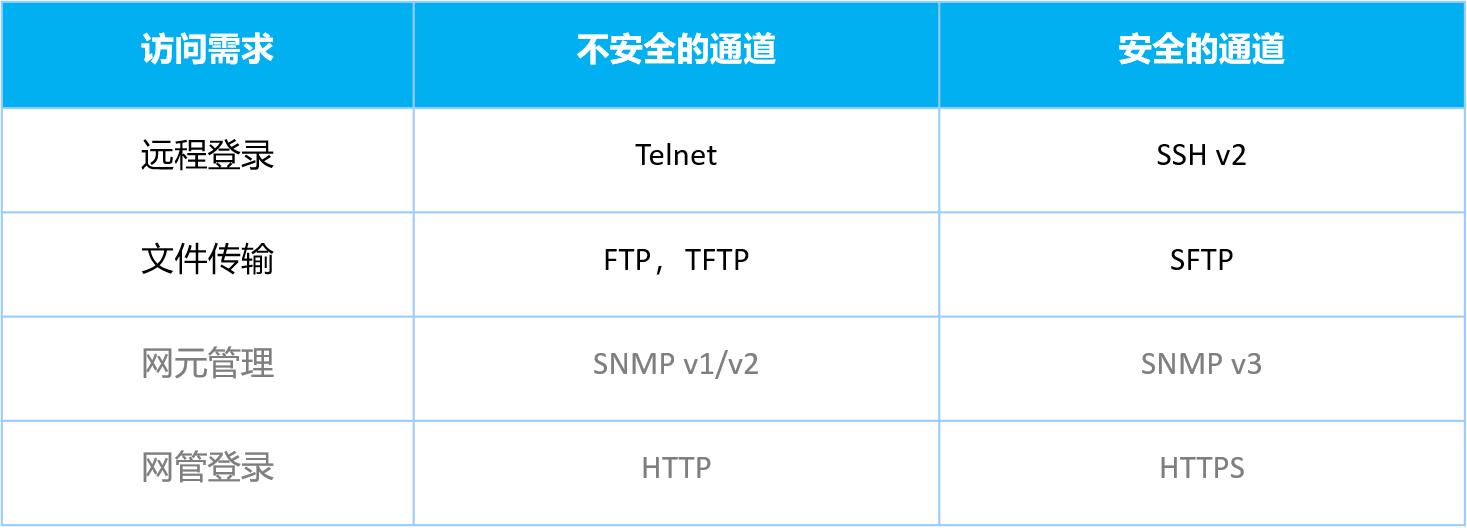 访问需求 不安全的通道 安全的通道
远程登录 Telnet SSH v2
文件传输 FTP，TFTP SFTP
网元管理 SNMP v1/v2 SNMP v3
网管登录 HTTP HTTPS